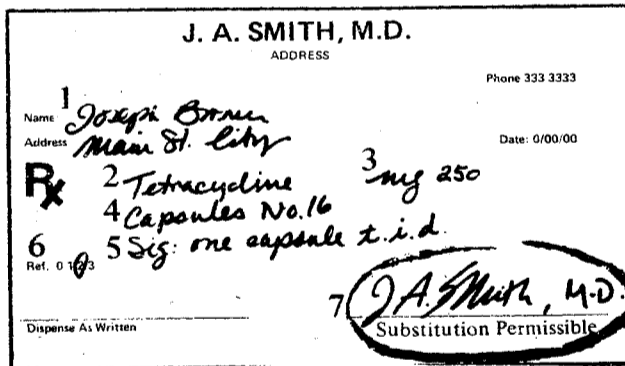 J. A. SMITH, M.D.
ADDRESS
Phone 333 3333
1
Name Joseph Brown
Address Main St. City
Date: 0/00/00
Rx 2 Tetracycline 3 mg 250
4 Capsules No. 16
6 5 Sig: one capsule t.i.d.
Ref. 0 1 2 3
7 J A. Smith, M.D.
Dispense As Written Substitution Permissible